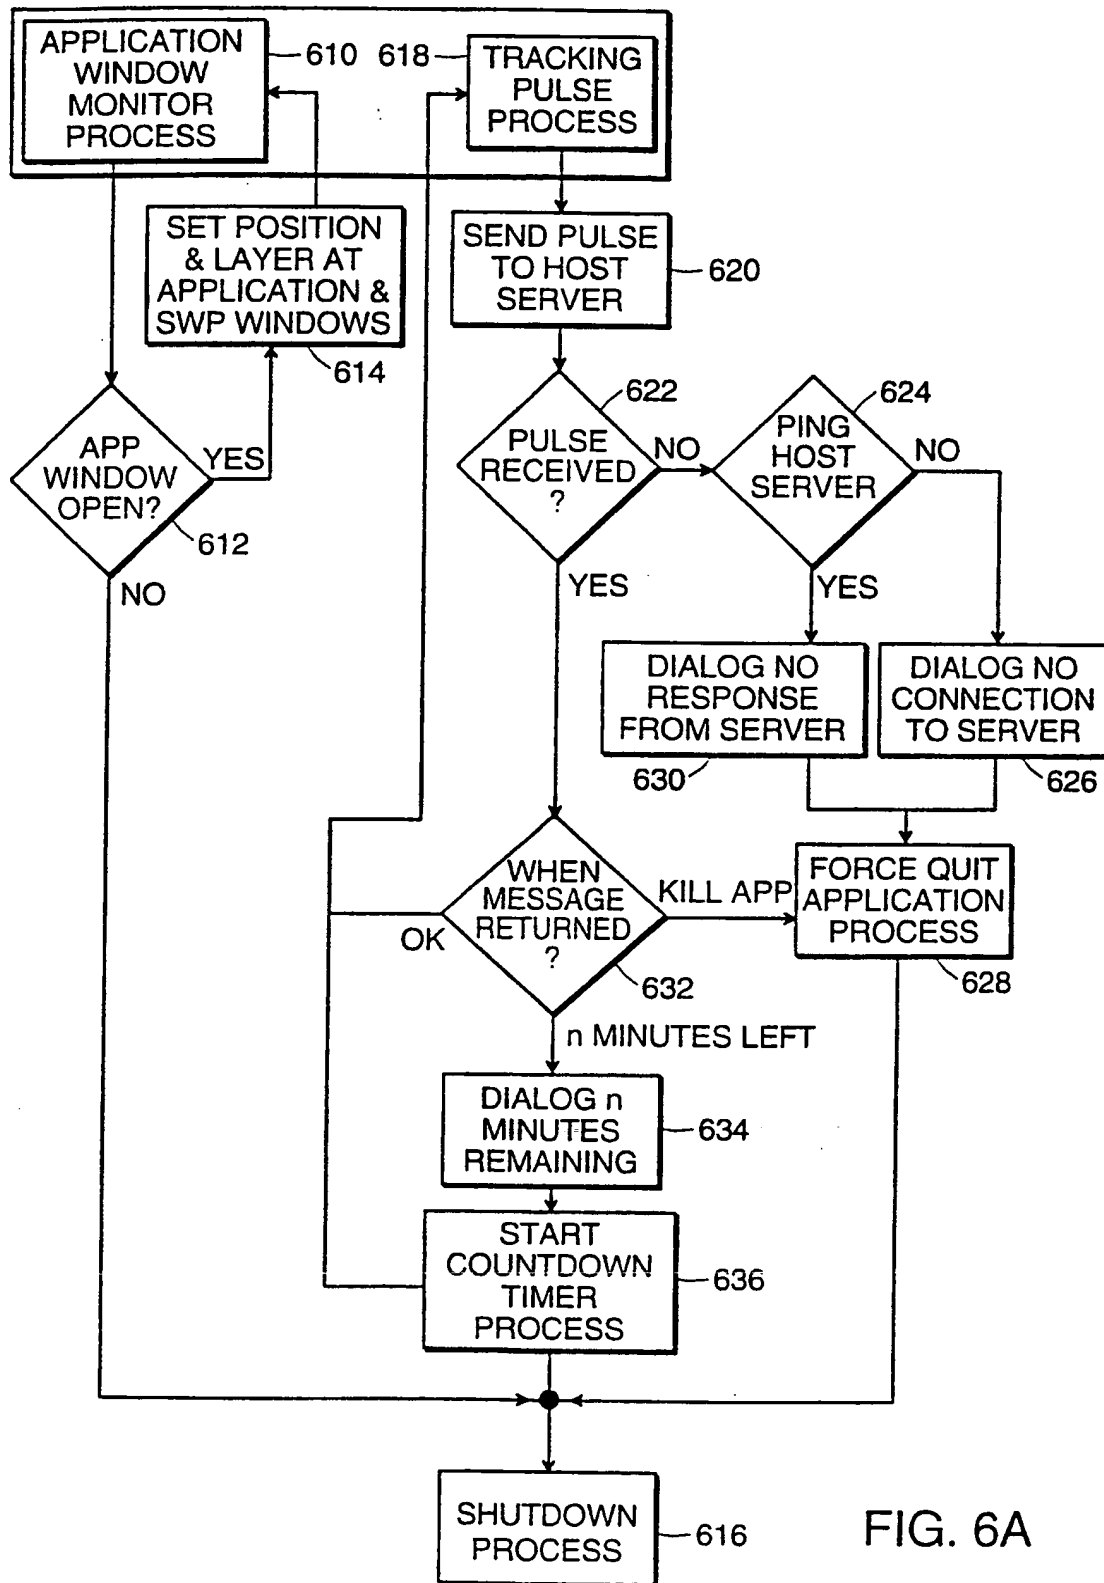 APPLICATION
WINDOW
MONITOR
PROCESS
610
618
TRACKING
PULSE
PROCESS
SET POSITION
& LAYER AT
APPLICATION &
SWP WINDOWS
614
SEND PULSE
TO HOST
SERVER
620
APP
WINDOW
OPEN?
YES
612
NO
PULSE
RECEIVED
?
622
NO
YES
PING
HOST
SERVER
624
NO
YES
DIALOG NO
RESPONSE
FROM SERVER
630
DIALOG NO
CONNECTION
TO SERVER
626
WHEN
MESSAGE
RETURNED
?
OK
KILL APP
632
n MINUTES LEFT
FORCE QUIT
APPLICATION
PROCESS
628
DIALOG n
MINUTES
REMAINING
634
START
COUNTDOWN
TIMER
PROCESS
636
SHUTDOWN
PROCESS
616
FIG. 6A